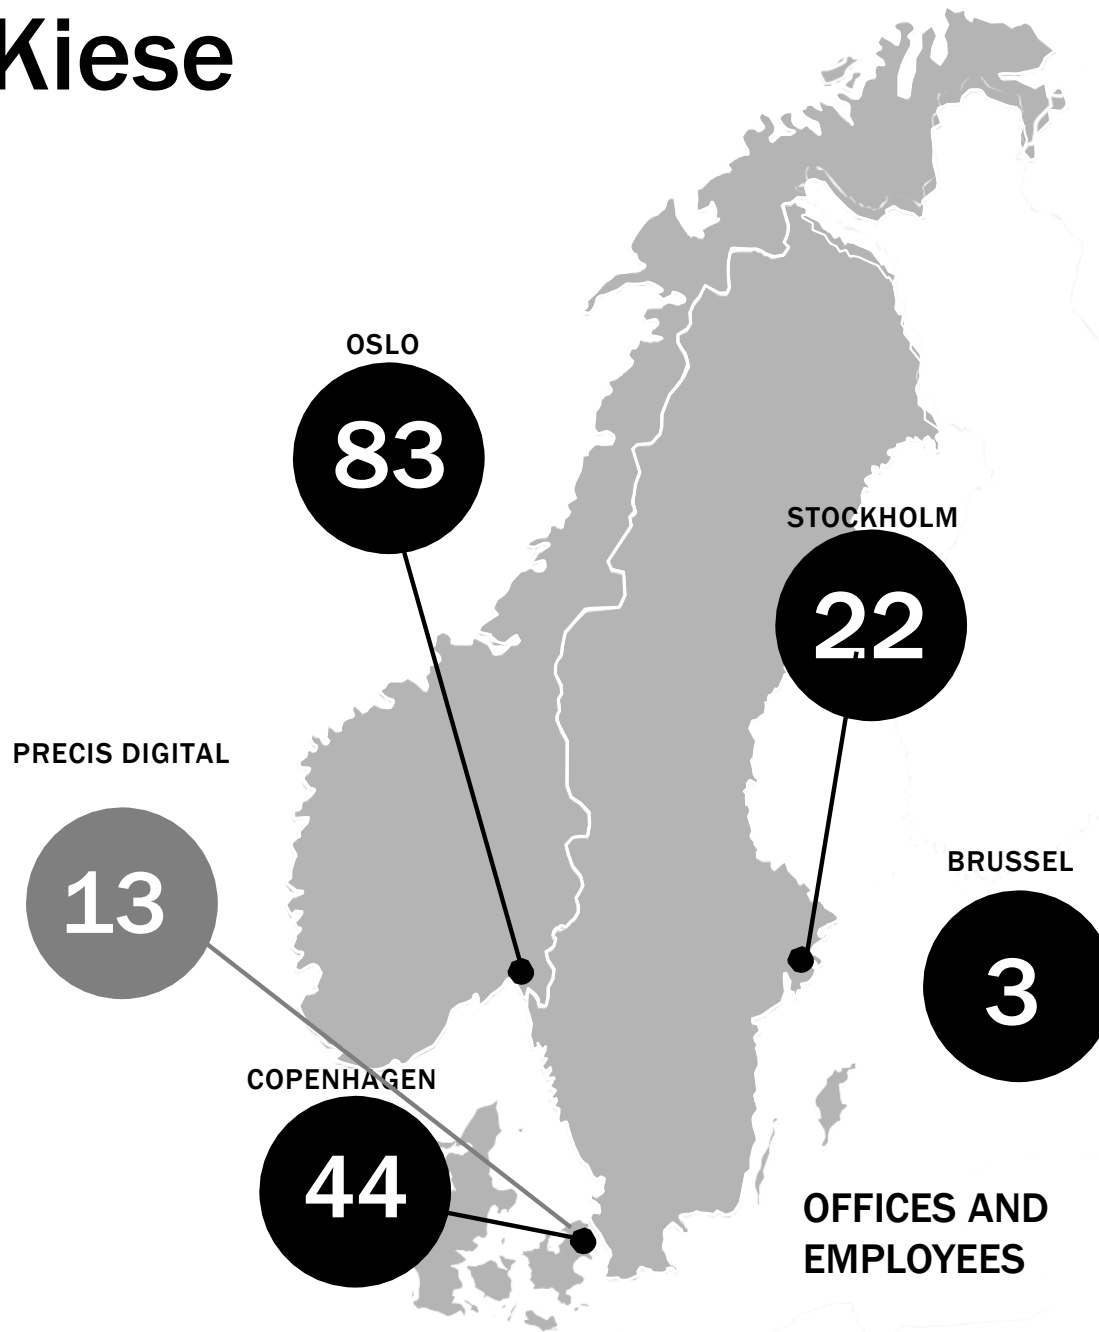 Kiese
OSLO
83
STOCKHOLM
22
PRECIS DIGITAL
13
BRUSSEL
3
COPENHAGEN
44
OFFICES AND
EMPLOYEES